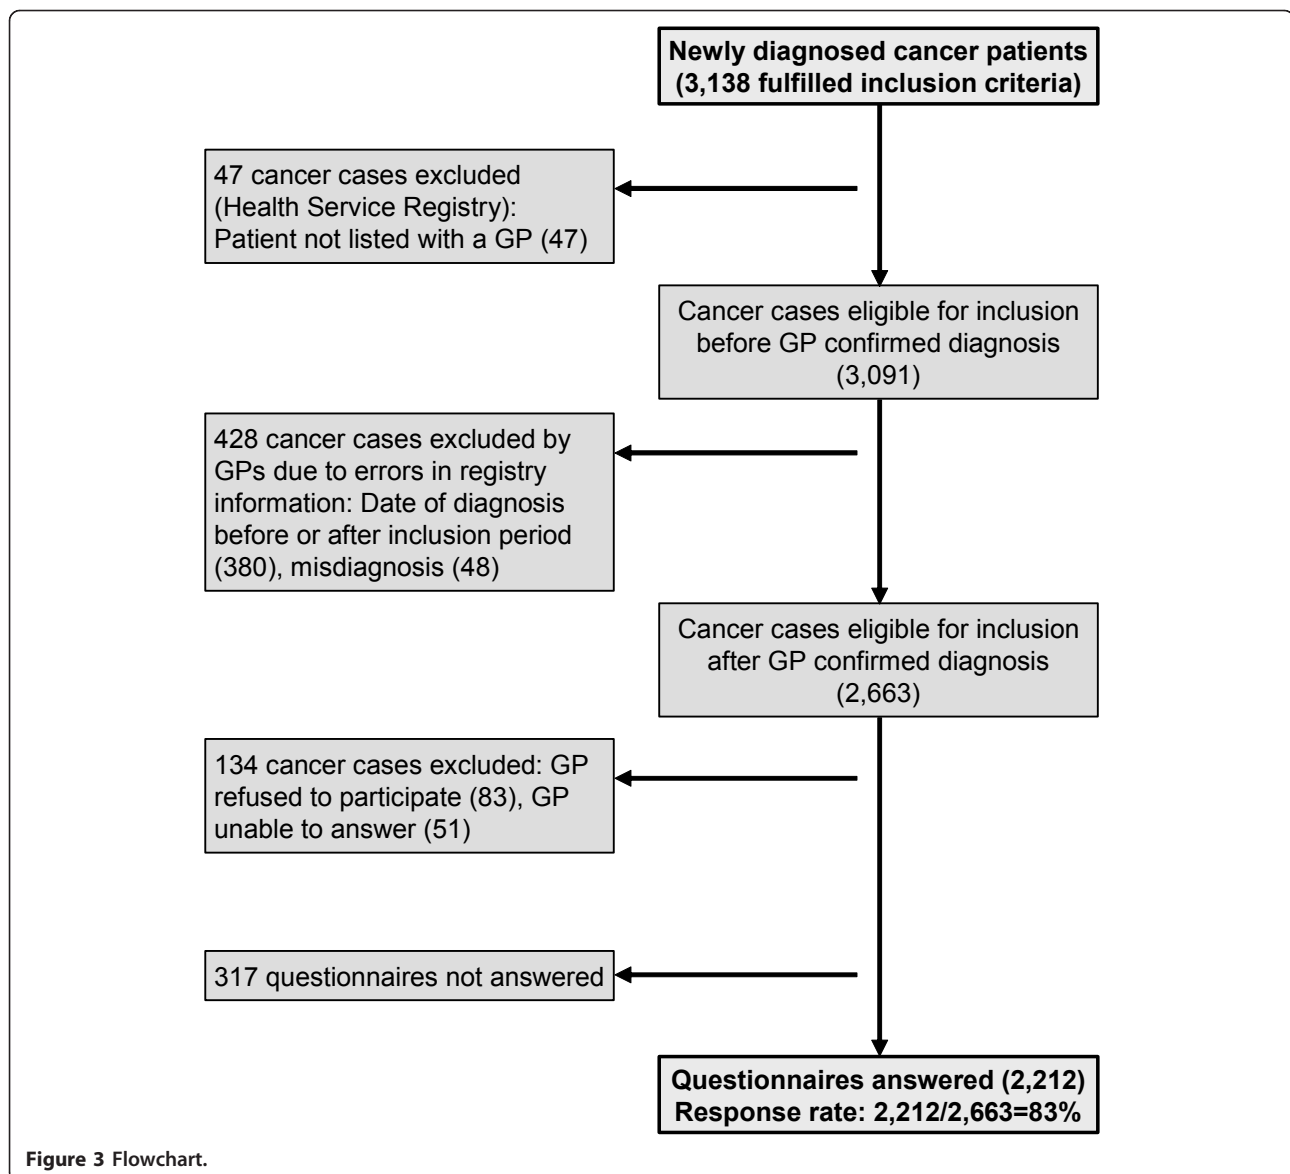 Newly diagnosed cancer patients
(3,138 fulfilled inclusion criteria)
47 cancer cases excluded
(Health Service Registry):
Patient not listed with a GP (47)
Cancer cases eligible for inclusion
before GP confirmed diagnosis
(3,091)
428 cancer cases excluded by
GPs due to errors in registry
information: Date of diagnosis
before or after inclusion period
(380), misdiagnosis (48)
Cancer cases eligible for inclusion
after GP confirmed diagnosis
(2,663)
134 cancer cases excluded: GP
refused to participate (83), GP
unable to answer (51)
317 questionnaires not answered
Questionnaires answered (2,212)
Response rate: 2,212/2,663=83%
Figure 3 Flowchart.